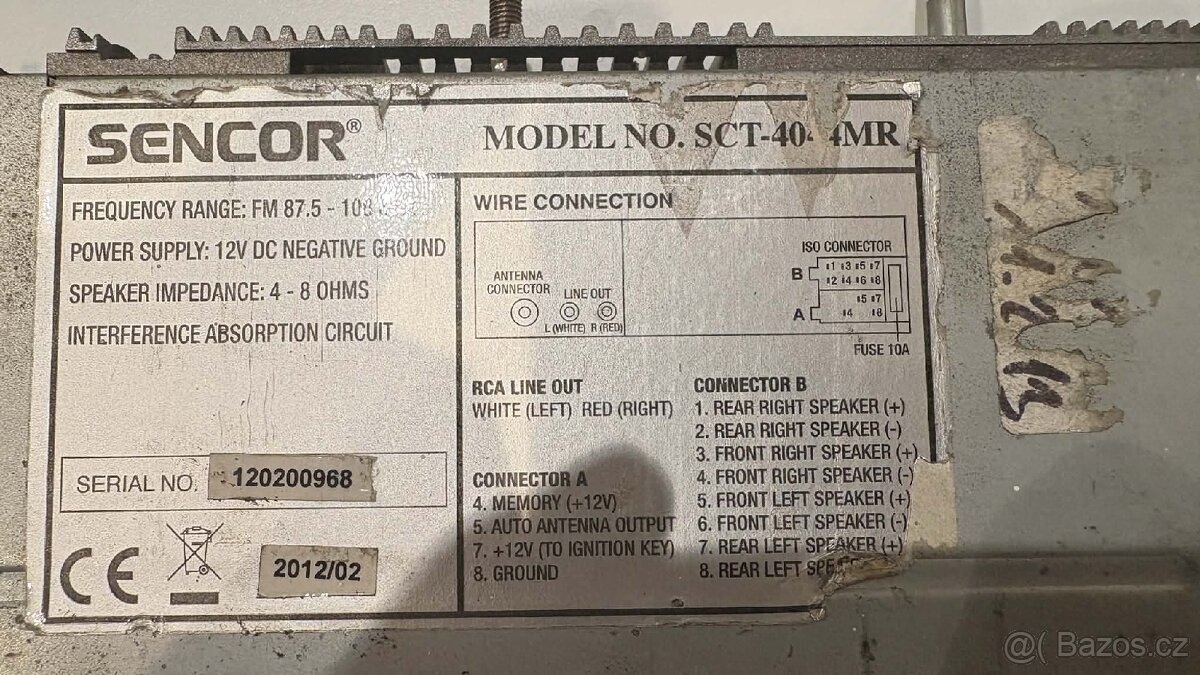 SENCOR®
MODEL NO. SCT-40 4MR
FREQUENCY RANGE: FM 87.5 - 108
POWER SUPPLY: 12V DC NEGATIVE GROUND
SPEAKER IMPEDANCE: 4 - 8 OHMS
INTERFERENCE ABSORPTION CIRCUIT
SERIAL NO. 120200968
CE
2012/02
WIRE CONNECTION
ANTENNA
CONNECTOR
LINE OUT
L (WHITE) R (RED)
ISO CONNECTOR
B
1 3 5 7
2 4 6 8
A
5 7
4 8
FUSE 10A
RCA LINE OUT
WHITE (LEFT) RED (RIGHT)
CONNECTOR A
4. MEMORY (+12V)
5. AUTO ANTENNA OUTPUT
7. +12V (TO IGNITION KEY)
8. GROUND
CONNECTOR B
1. REAR RIGHT SPEAKER (+)
2. REAR RIGHT SPEAKER (-)
3. FRONT RIGHT SPEAKER (+)
4. FRONT RIGHT SPEAKER (-)
5. FRONT LEFT SPEAKER (+)
6. FRONT LEFT SPEAKER (-)
7. REAR LEFT SPEAKER (+)
8. REAR LEFT
@( Bazos.cz